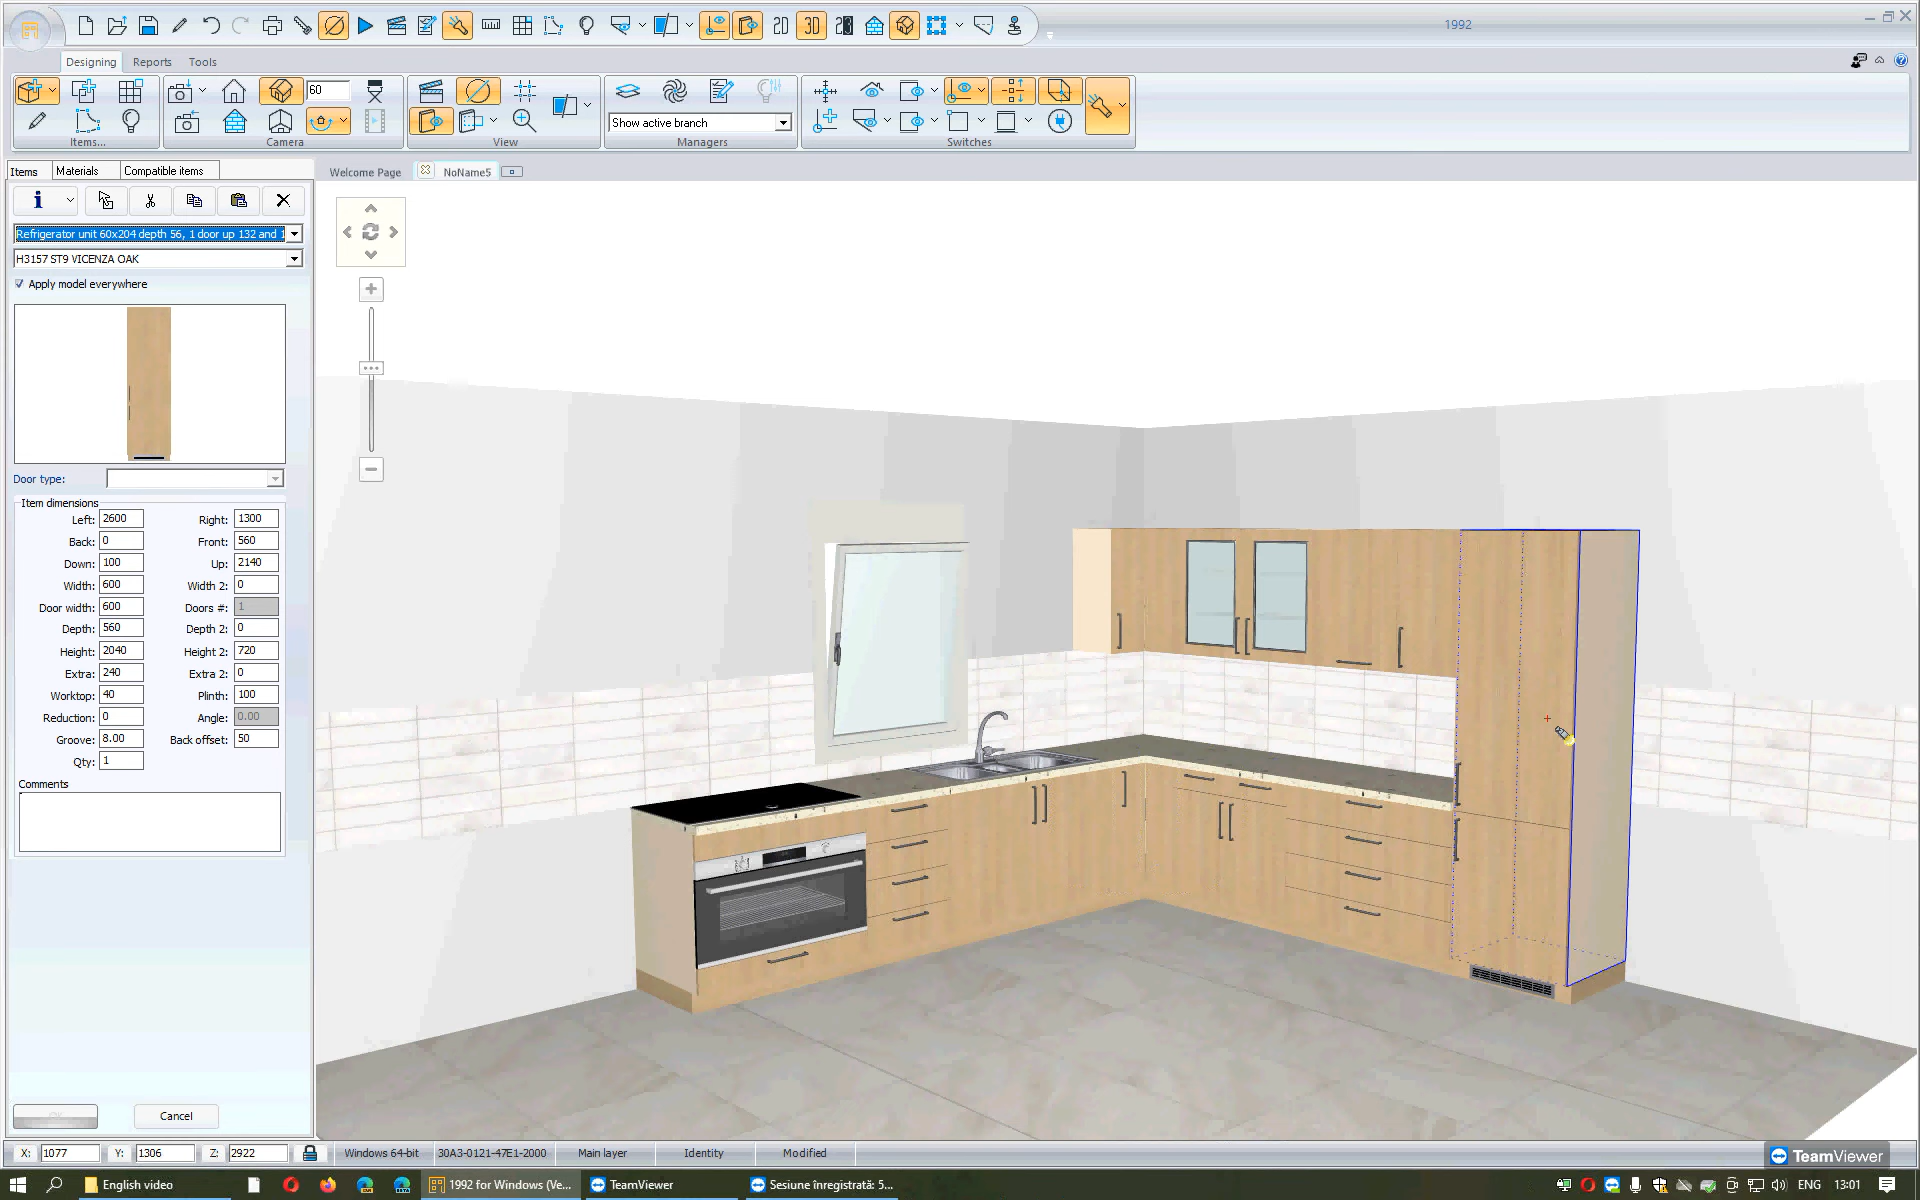 1992
Designing Reports Tools
60
Show active branch
Items... Camera View Managers Switches
Items Materials Compatible items
Welcome Page NoName5
Refrigerator unit 60x204 depth 56, 1 door up 132 and 1
H3157 ST9 VICENZA OAK
Apply model everywhere
Door type:
Item dimensions
Left: 2600 Right: 1300
Back: 0 Front: 560
Down: 100 Up: 2140
Width: 600 Width 2: 0
Door width: 600 Doors #: 1
Depth: 560 Depth 2: 0
Height: 2040 Height 2: 720
Extra: 240 Extra 2: 0
Worktop: 40 Plinth: 100
Reduction: 0 Angle: 0.00
Groove: 8.00 Back offset: 50
Qty: 1
Comments
Cancel
X: 1077 Y: 1306 Z: 2922 Windows 64-bit 30A3-0121-47E1-2000 Main layer Identity Modified
TeamViewer
English video 1992 for Windows (Ve... TeamViewer Sesiune înregistrată: 5... ENG 13:01